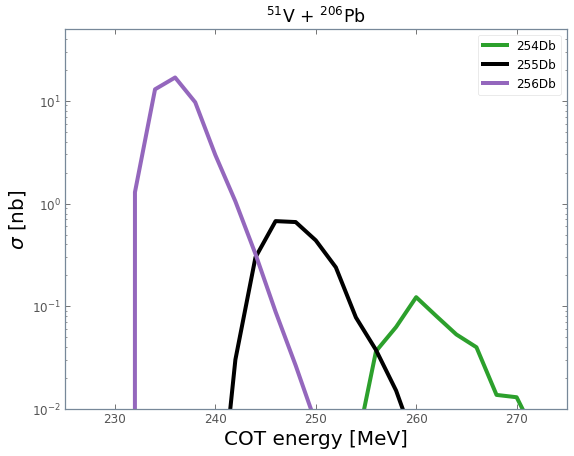 ⁵¹V + ²⁰⁶Pb
254Db
255Db
256Db
σ [nb]
10¹
10⁰
10⁻¹
10⁻²
230 240 250 260 270
COT energy [MeV]